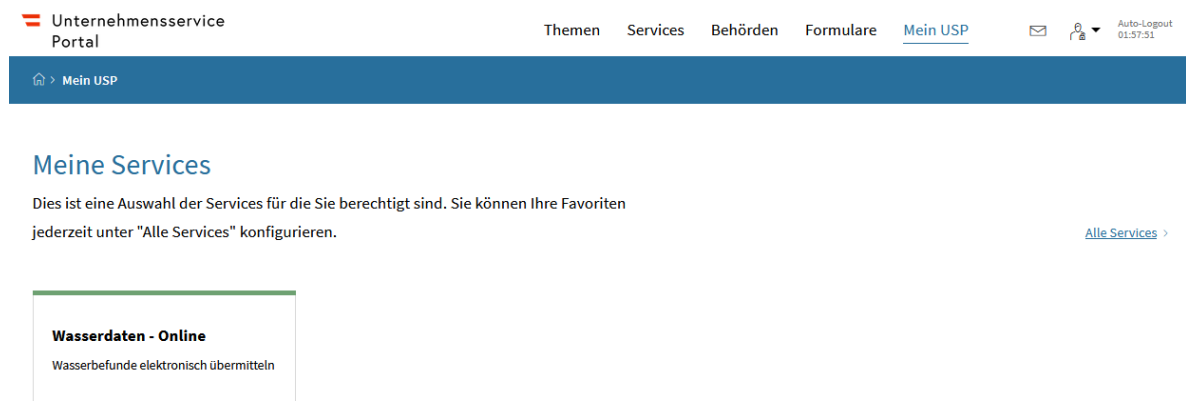 Unternehmensservice
Portal
Themen Services Behörden Formulare Mein USP
Auto-Logout
01:57:51
> Mein USP
Meine Services
Dies ist eine Auswahl der Services für die Sie berechtigt sind. Sie können Ihre Favoriten
jederzeit unter "Alle Services" konfigurieren.
Alle Services >
Wasserdaten - Online
Wasserbefunde elektronisch übermitteln